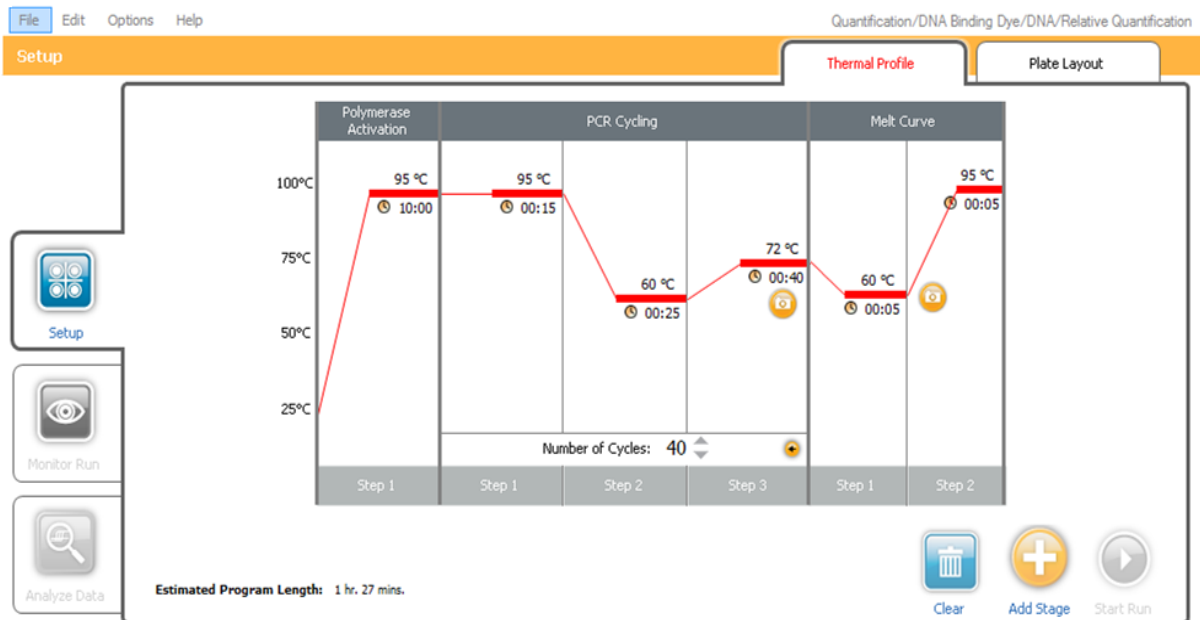 File Edit Options Help
Quantification/DNA Binding Dye/DNA/Relative Quantification
Setup
Thermal Profile
Plate Layout
Polymerase
Activation
PCR Cycling
Melt Curve
100°C
75°C
50°C
25°C
95 ℃
10:00
95 ℃
00:15
60 ℃
00:25
72 ℃
00:40
60 ℃
00:05
95 ℃
00:05
Number of Cycles: 40
Step 1
Step 1
Step 2
Step 3
Step 1
Step 2
Setup
Monitor Run
Analyze Data
Estimated Program Length: 1 hr. 27 mins.
Clear
Add Stage
Start Run